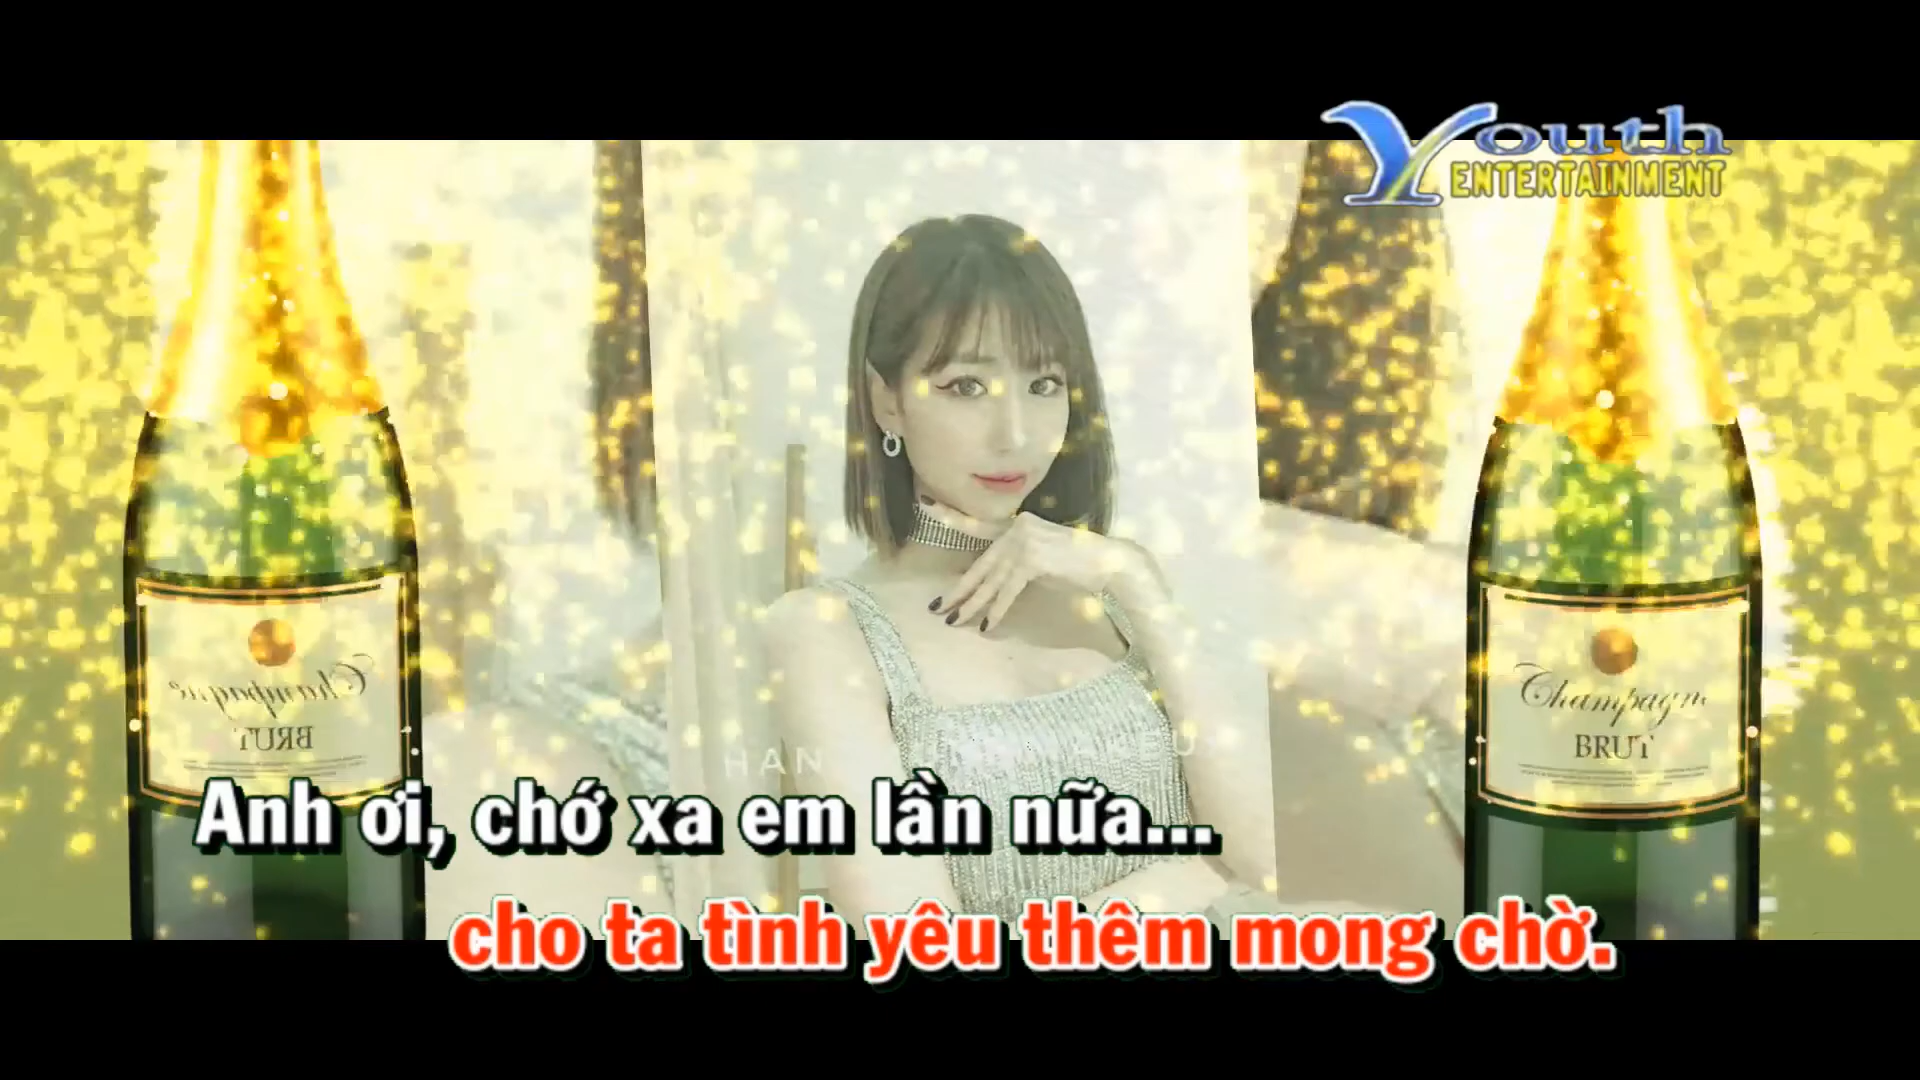 Youth
ENTERTAINMENT
Champagne
BRUT
BRUT
Anh ơi, chớ xa em lần nữa...
cho ta tình yêu thêm mong chờ.